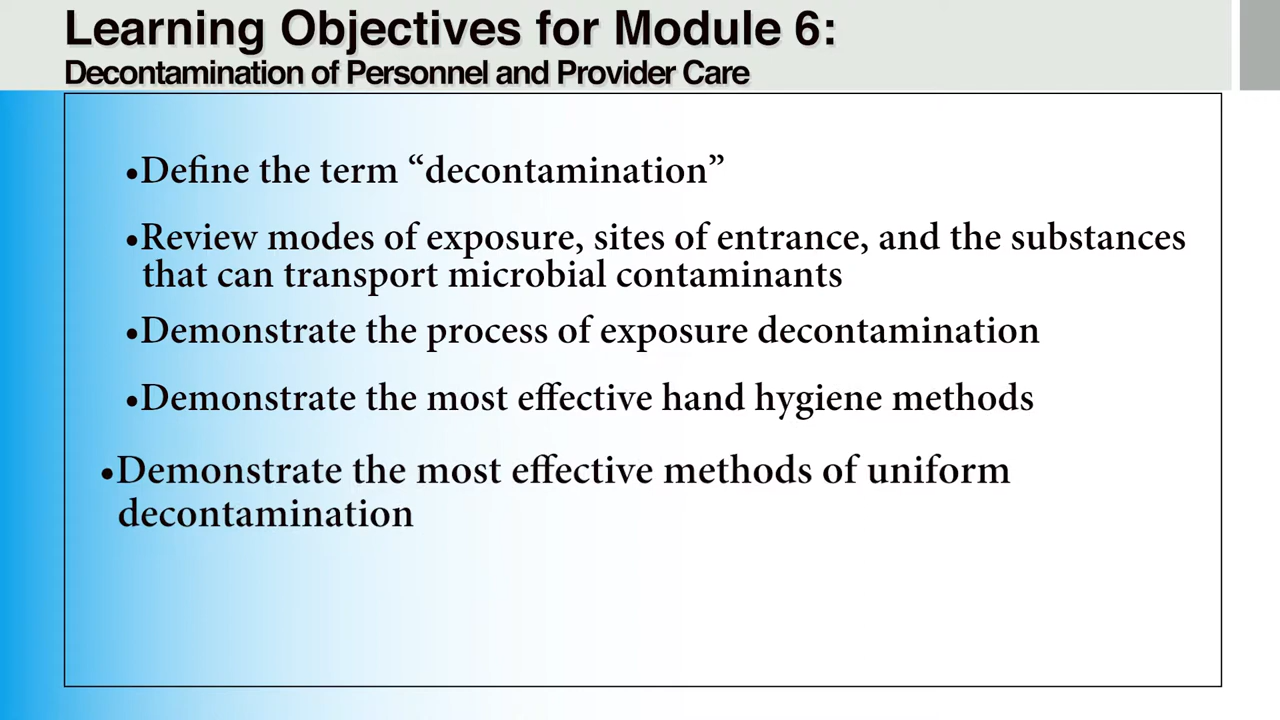 Learning Objectives for Module 6:
Decontamination of Personnel and Provider Care
•Define the term “decontamination”
•Review modes of exposure, sites of entrance, and the substances
that can transport microbial contaminants
•Demonstrate the process of exposure decontamination
•Demonstrate the most effective hand hygiene methods
•Demonstrate the most effective methods of uniform
decontamination